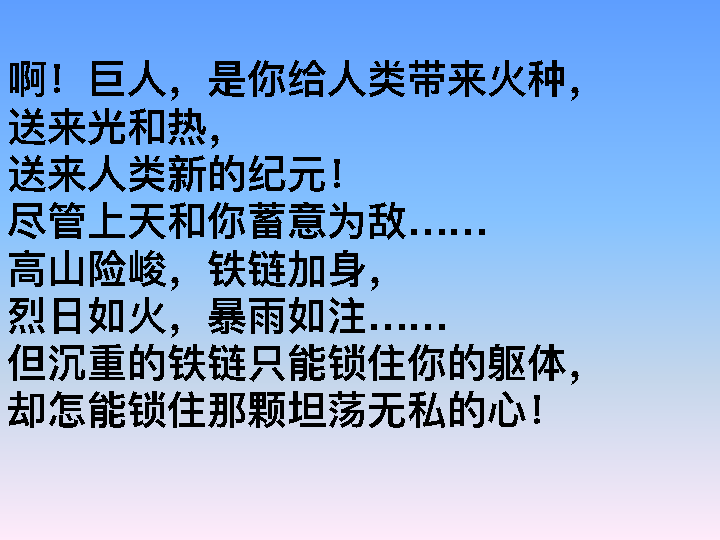 啊！巨人，是你给人类带来火种，
送来光和热，
送来人类新的纪元！
尽管上天和你蓄意为敌……
高山险峻，铁链加身，
烈日如火，暴雨如注……
但沉重的铁链只能锁住你的躯体，
却怎能锁住那颗坦荡无私的心！